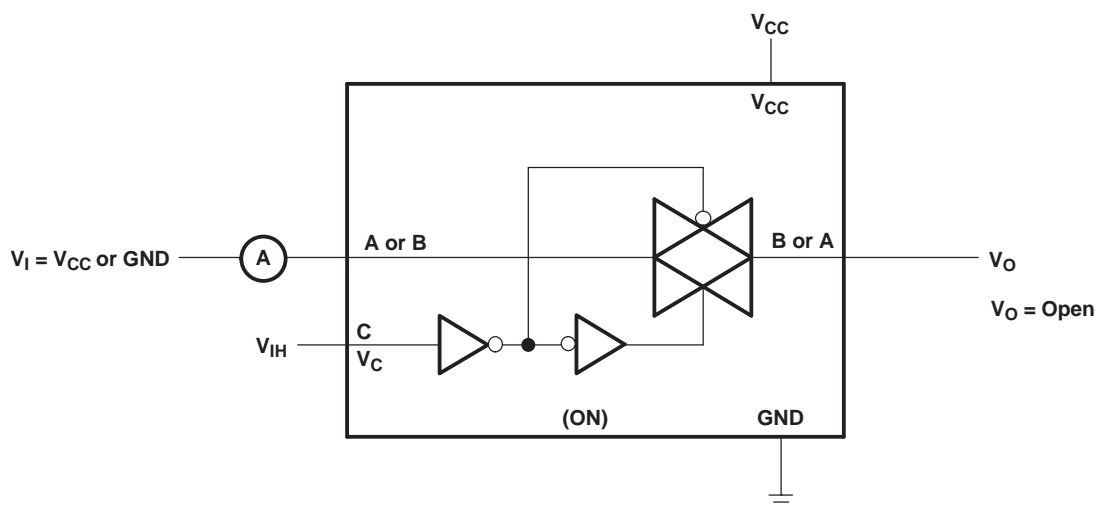 VCC
VCC
A or B
B or A
VI = VCC or GND
A
VO
VO = Open
C
VIH
VC
(ON)
GND